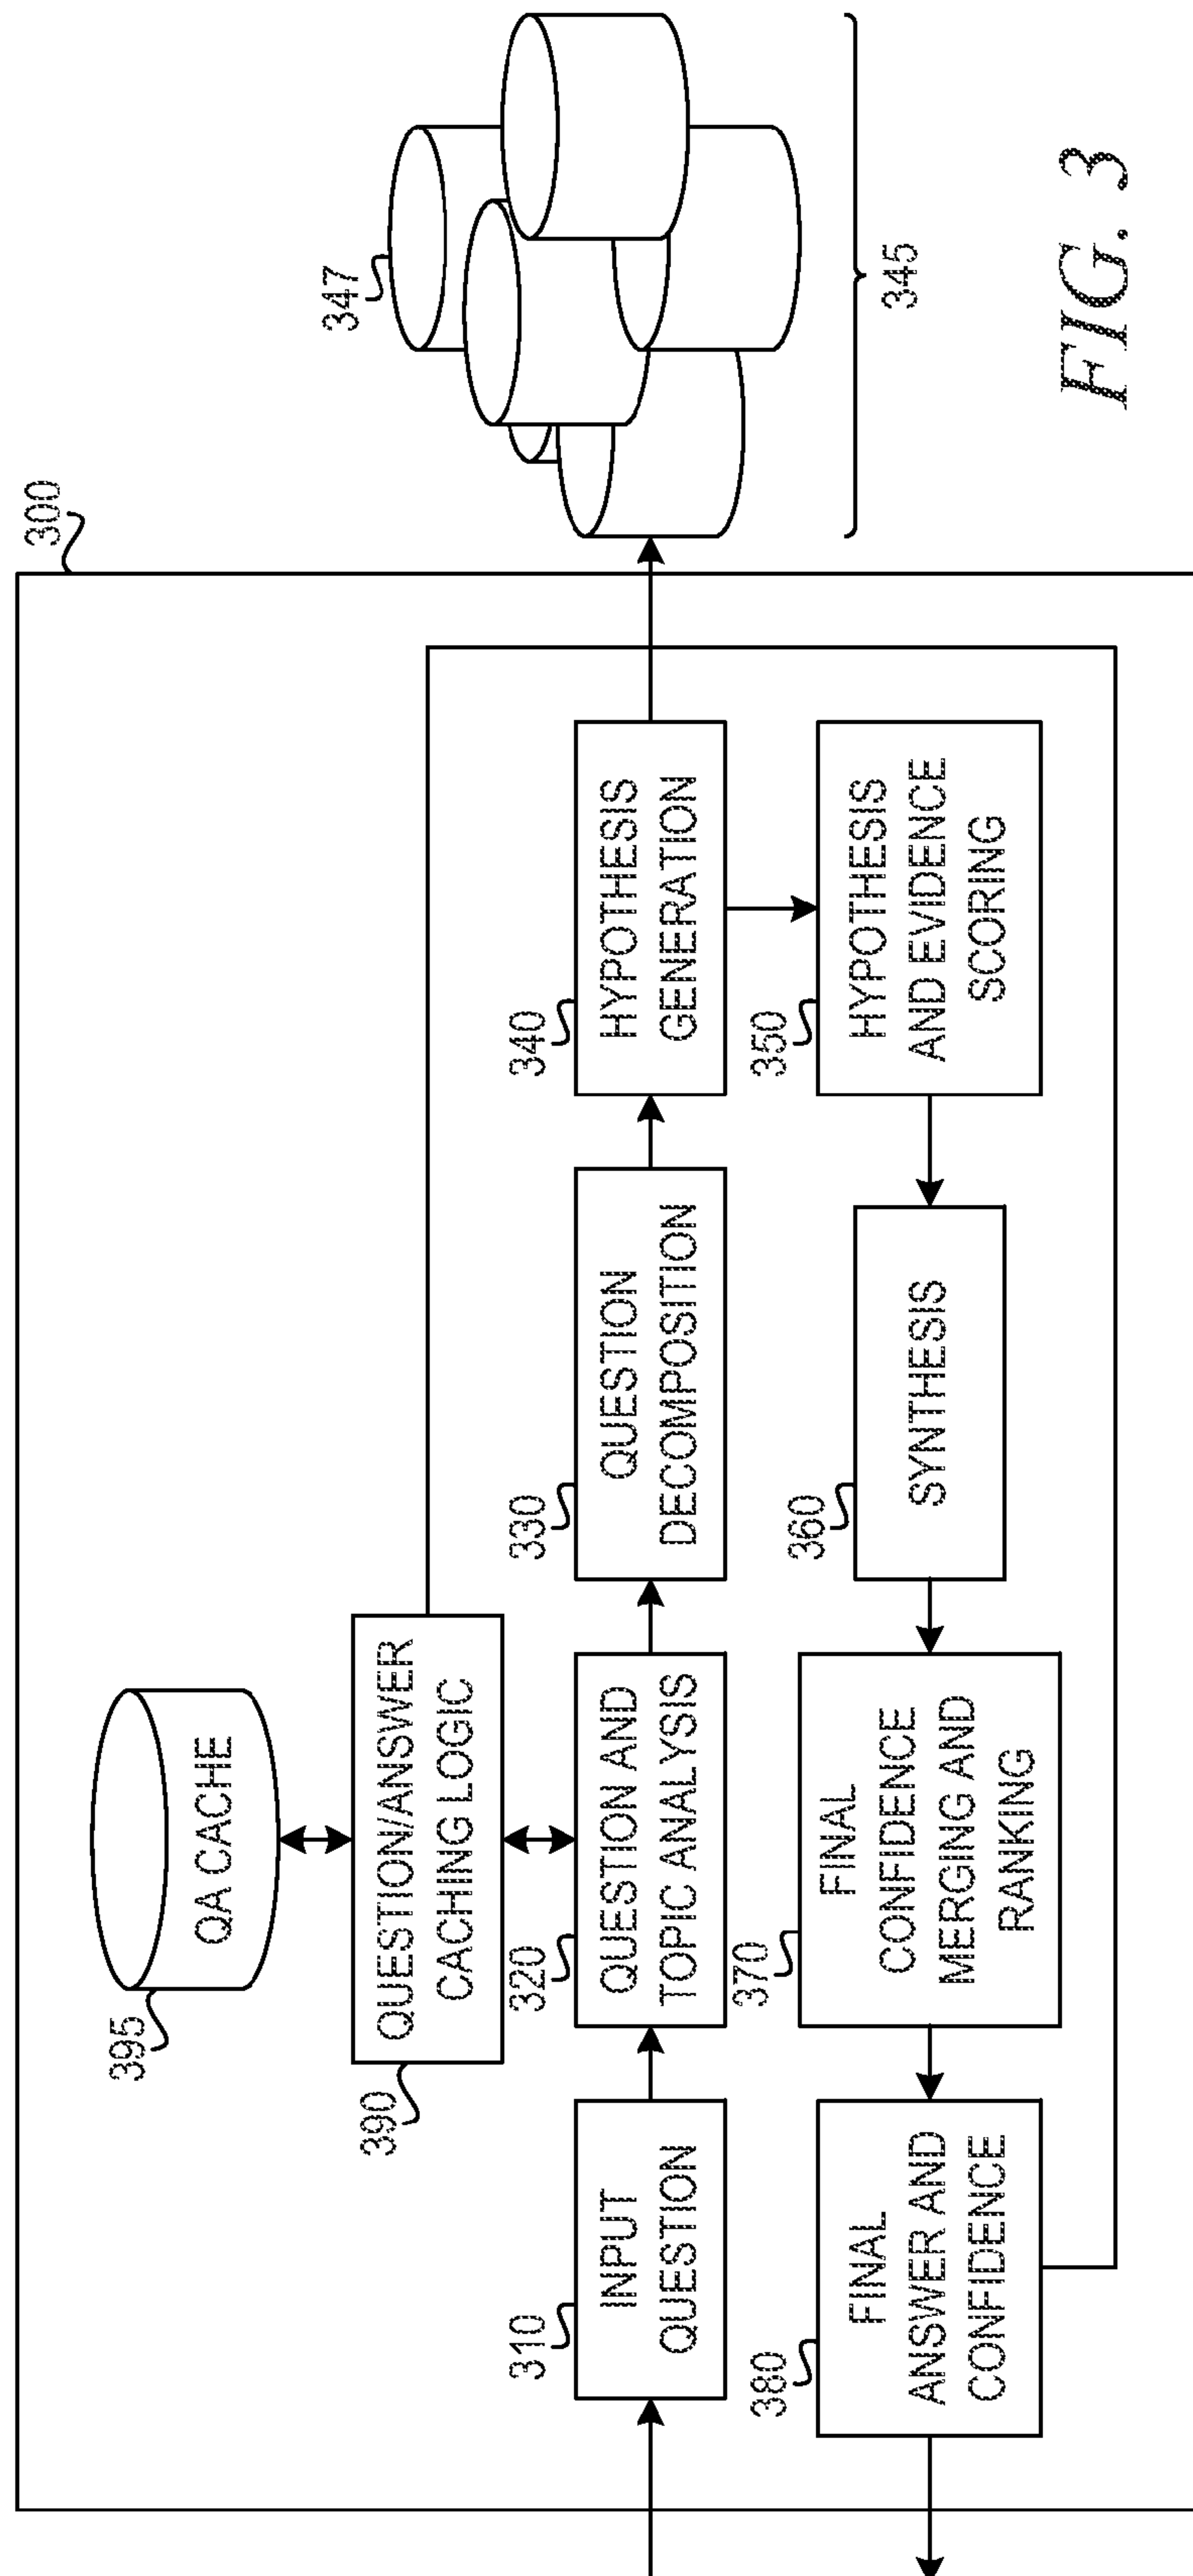 300
395
QA CACHE
390
QUESTION/ANSWER
CACHING LOGIC
347
345
310
INPUT
QUESTION
320
QUESTION AND
TOPIC ANALYSIS
330
QUESTION
DECOMPOSITION
340
HYPOTHESIS
GENERATION
380
FINAL
ANSWER AND
CONFIDENCE
370
FINAL
CONFIDENCE
MERGING AND
RANKING
360
SYNTHESIS
350
HYPOTHESIS
AND EVIDENCE
SCORING
FIG. 3